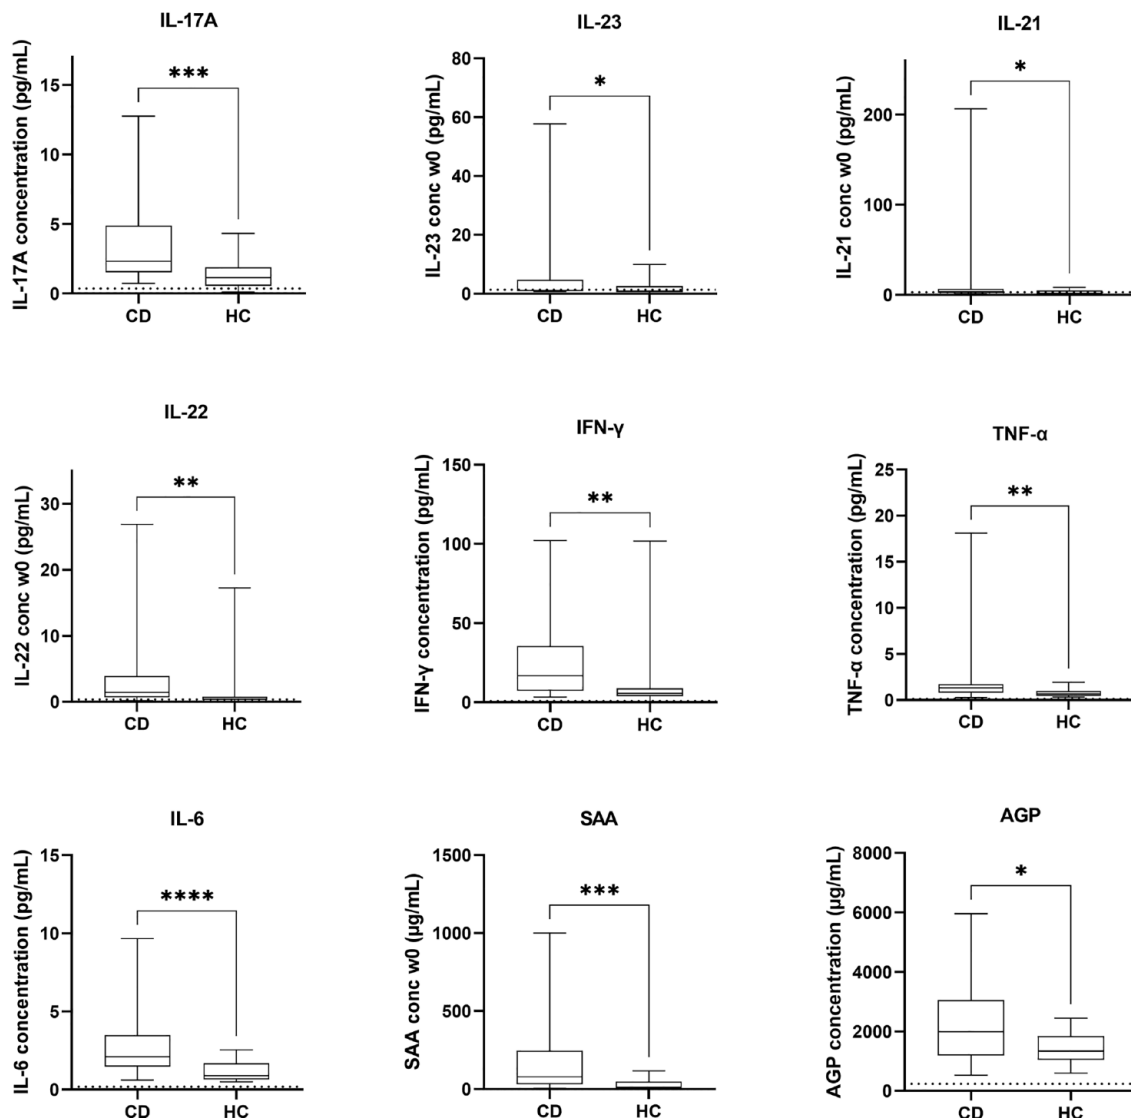 IL-17A
IL-17A concentration (pg/mL)
15
10
5
0
***
CD HC
IL-23
IL-23 conc w0 (pg/mL)
80
60
40
20
0
*
CD HC
IL-21
IL-21 conc w0 (pg/mL)
200
100
0
*
CD HC
IL-22
IL-22 conc w0 (pg/mL)
30
20
10
0
**
CD HC
IFN-γ
IFN-γ concentration (pg/mL)
150
100
50
0
**
CD HC
TNF-α
TNF-α concentration (pg/mL)
25
20
15
10
5
0
**
CD HC
IL-6
IL-6 concentration (pg/mL)
15
10
5
0
****
CD HC
SAA
SAA conc w0 (μg/mL)
1500
1000
500
0
***
CD HC
AGP
AGP concentration (μg/mL)
8000
6000
4000
2000
0
*
CD HC